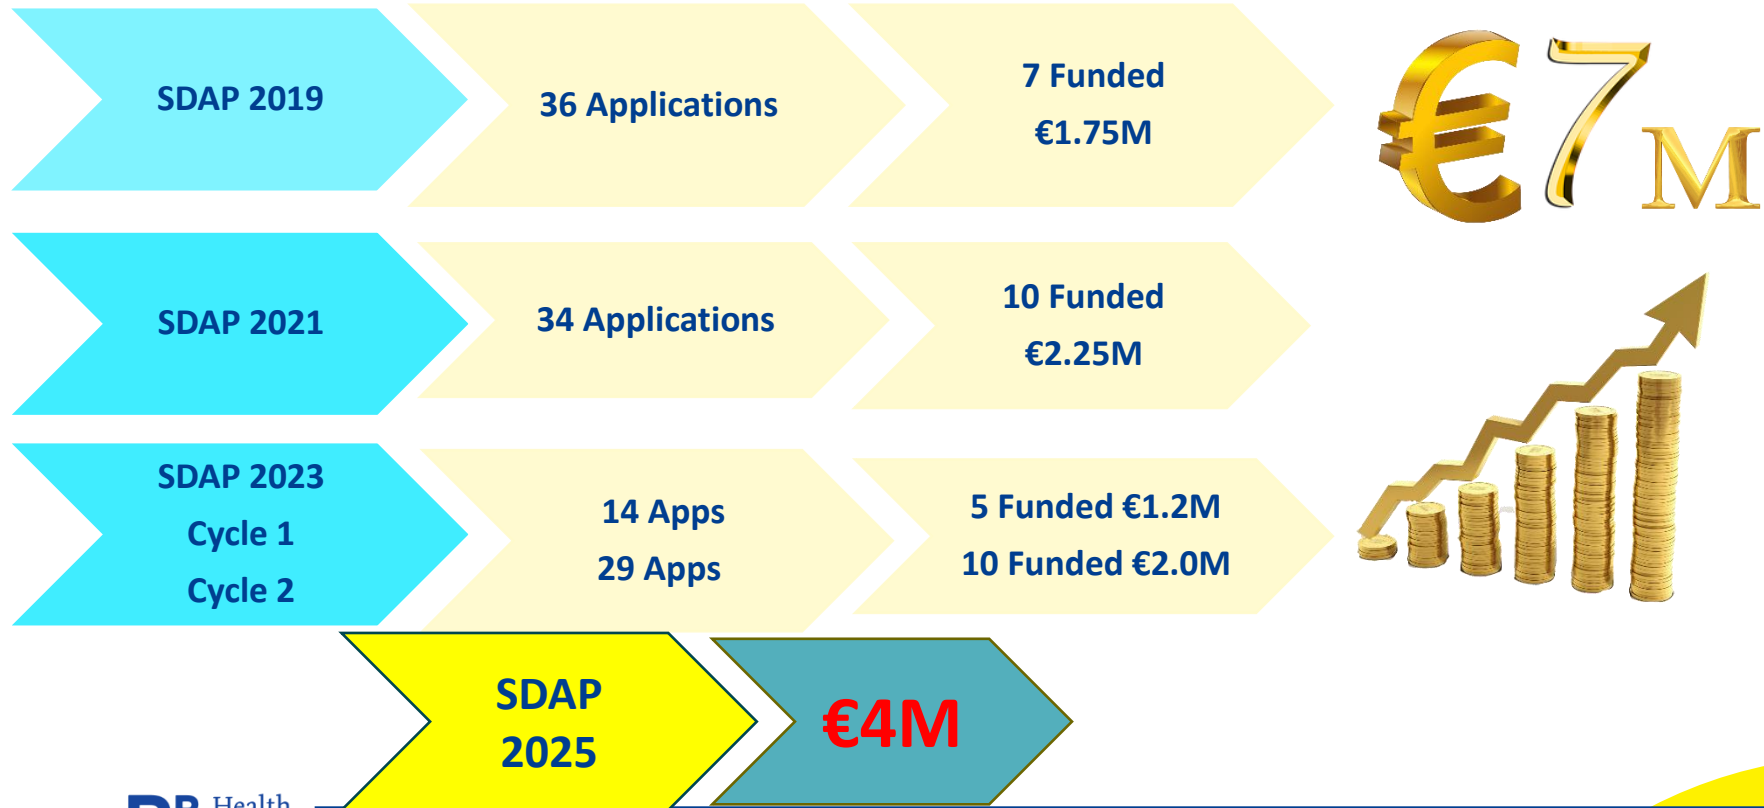 SDAP 2019
36 Applications
7 Funded
€1.75M
€7M
SDAP 2021
34 Applications
10 Funded
€2.25M
SDAP 2023
Cycle 1
Cycle 2
14 Apps
29 Apps
5 Funded €1.2M
10 Funded €2.0M
SDAP
2025
€4M
Health